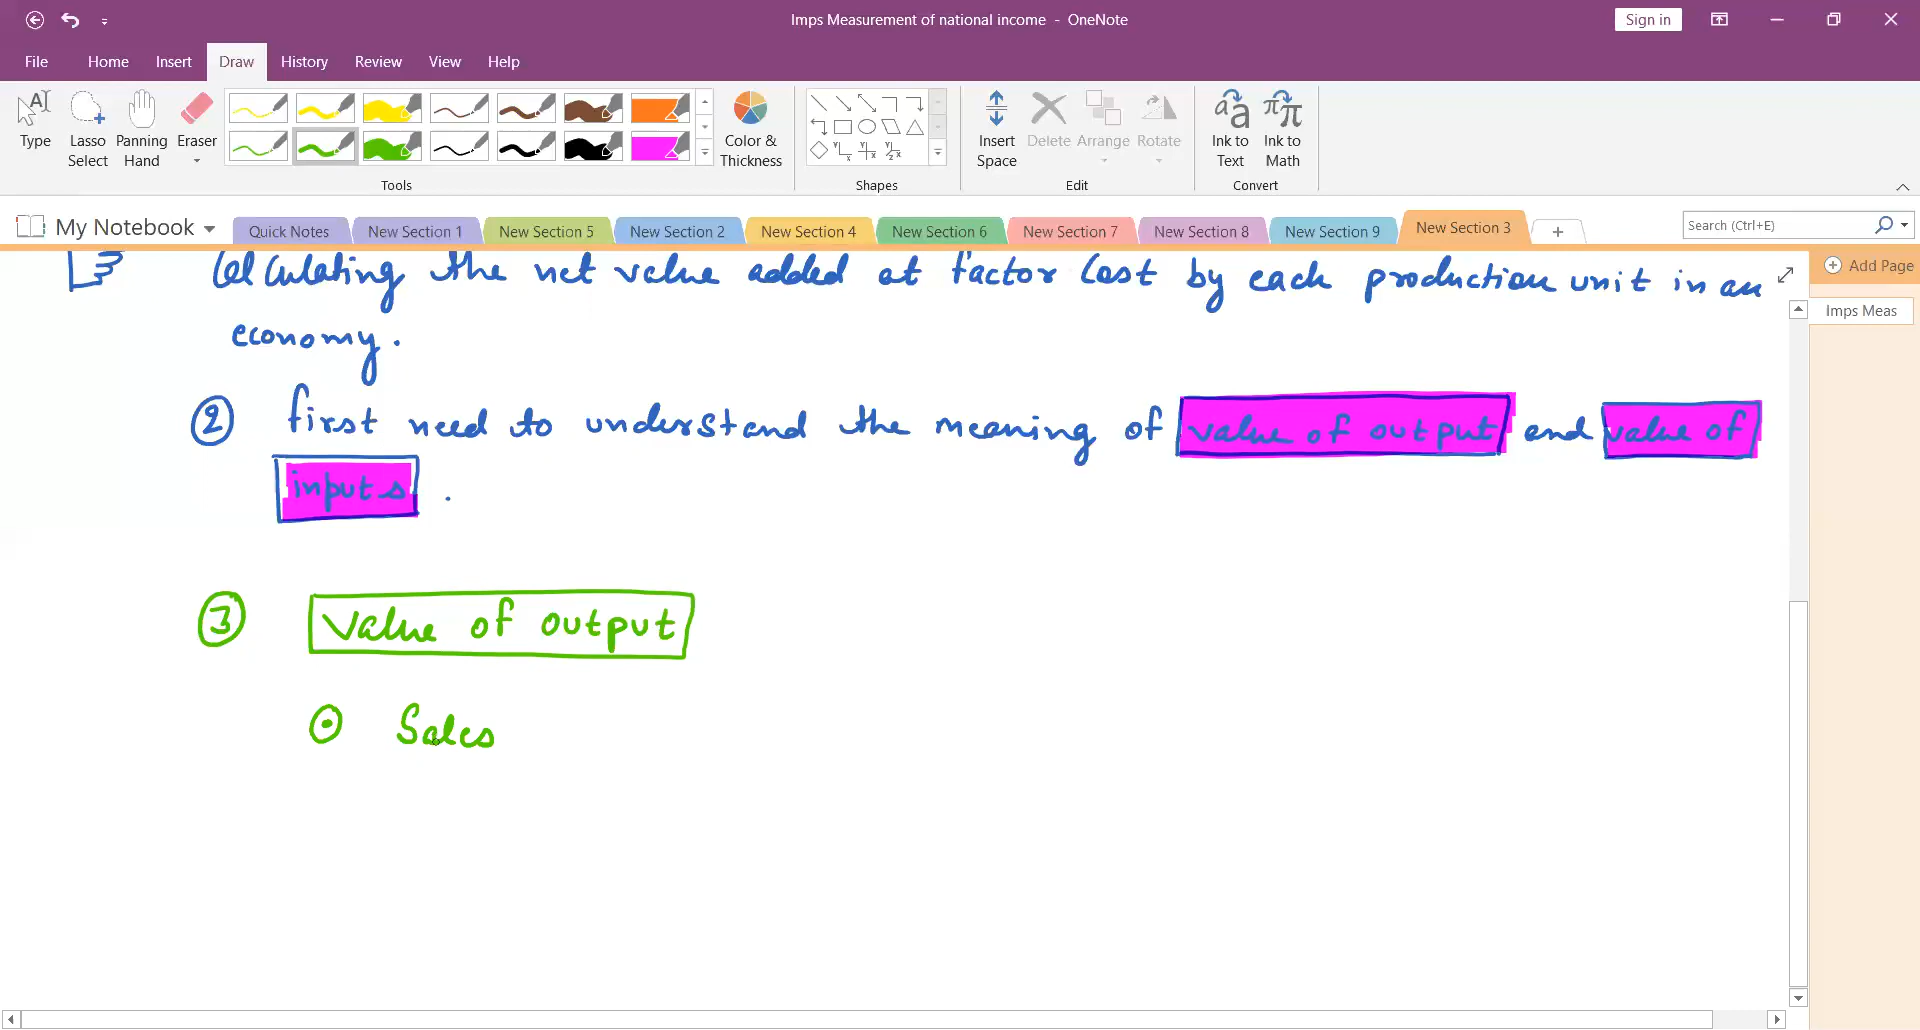 Imps Measurement of national income - OneNote
Sign in
File Home Insert Draw History Review View Help
Type
Lasso Select
Panning Hand
Eraser
Color & Thickness
Insert Space
Delete
Arrange
Rotate
Ink to Text
Ink to Math
Tools
Shapes
Edit
Convert
My Notebook
Quick Notes
New Section 1
New Section 5
New Section 2
New Section 4
New Section 6
New Section 7
New Section 8
New Section 9
New Section 3
Search (Ctrl+E)
Add Page
Imps Meas
Calculating the net value added at factor cost by each production unit in an
economy.
② first need to understand the meaning of value of output and value of
inputs .
③ Value of output
Sales